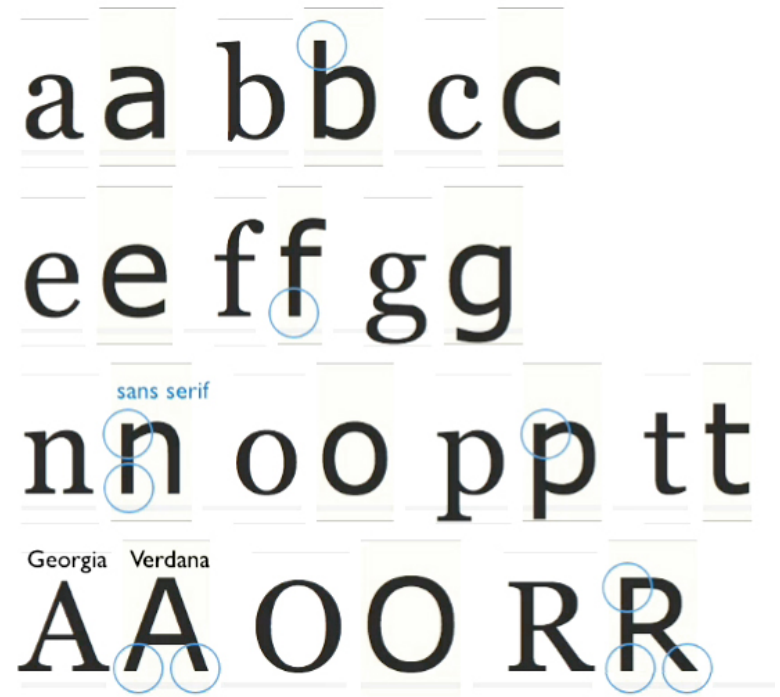 a a b b c c
e e f f g g
sans serif
n n o o p p t t
Georgia Verdana
A A O O R R